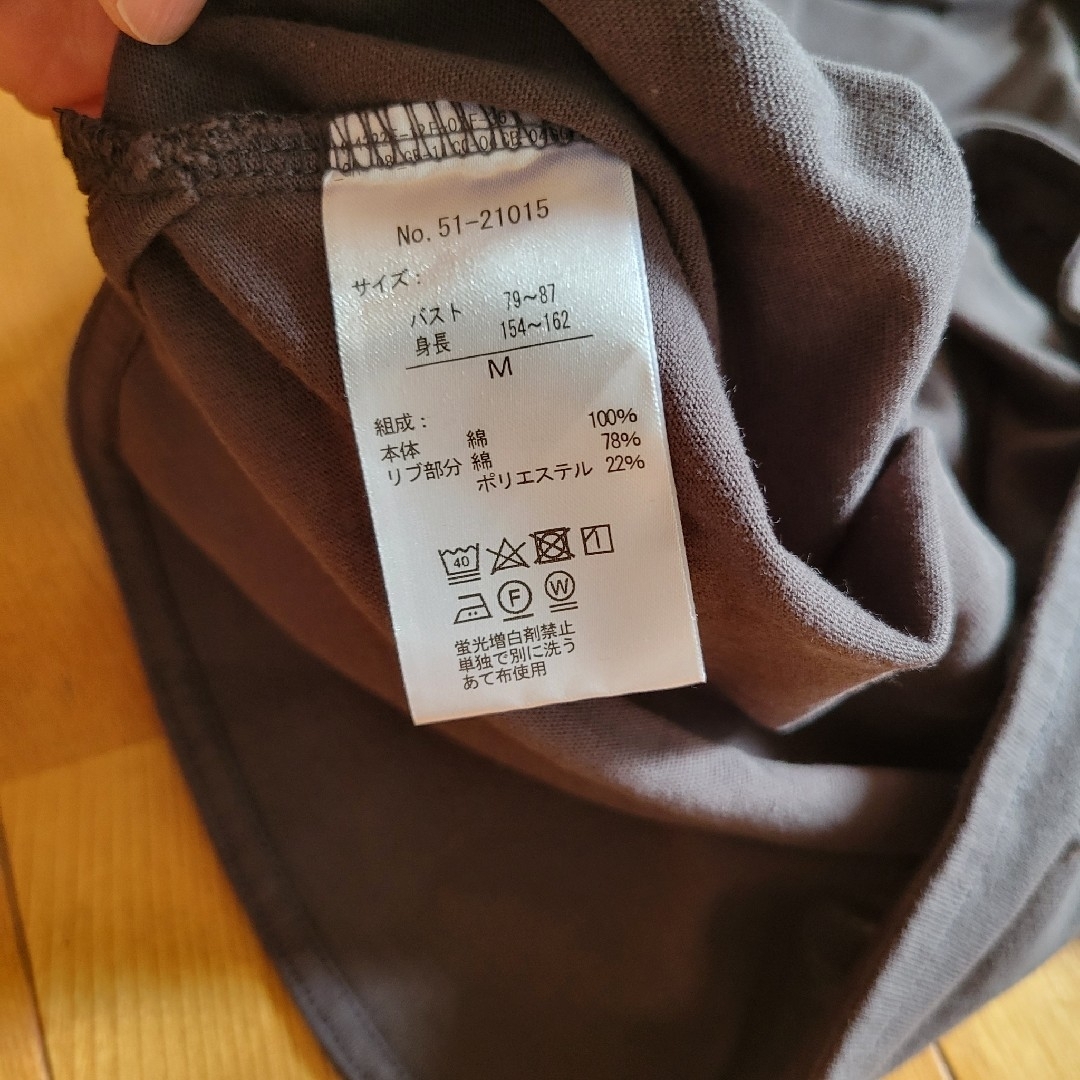 No. 51-21015
サイズ：
バスト 79～87
身長 154～162
M
組成：
本体 綿 100%
リブ部分 綿 78%
ポリエステル 22%
40
F W
蛍光増白剤禁止
単独で別に洗う
あて布使用